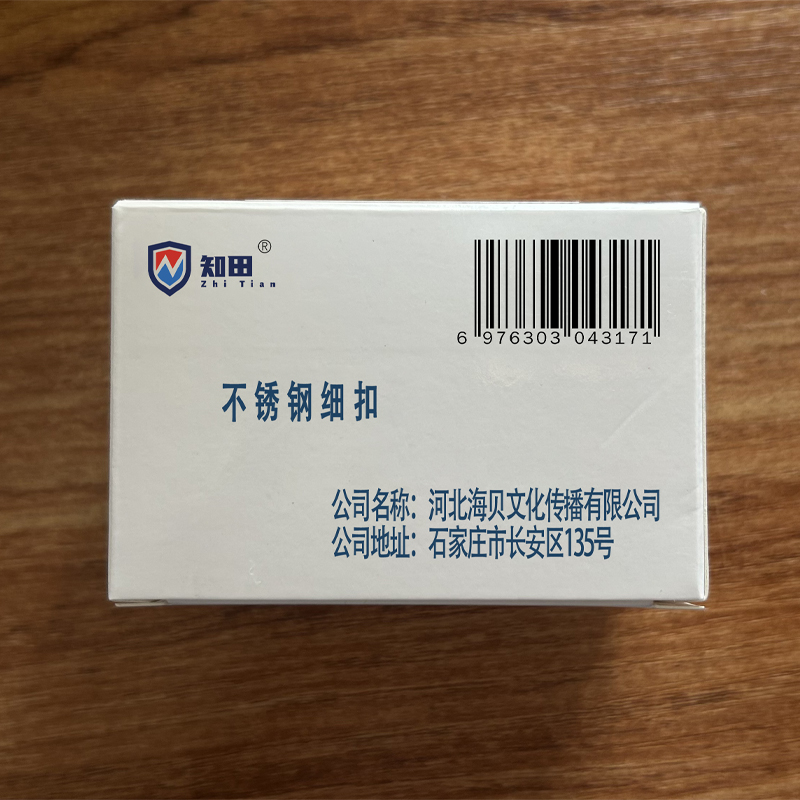 知田®
Zhi Tian
6 976303 043171
不锈钢细扣
公司名称：河北海贝文化传播有限公司
公司地址：石家庄市长安区135号